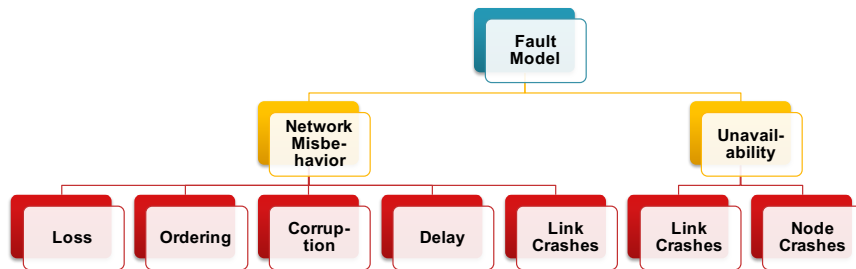 Fault
Model
Network
Misbe-
havior
Unavail-
ability
Loss
Ordering
Corrup-
tion
Delay
Link
Crashes
Link
Crashes
Node
Crashes